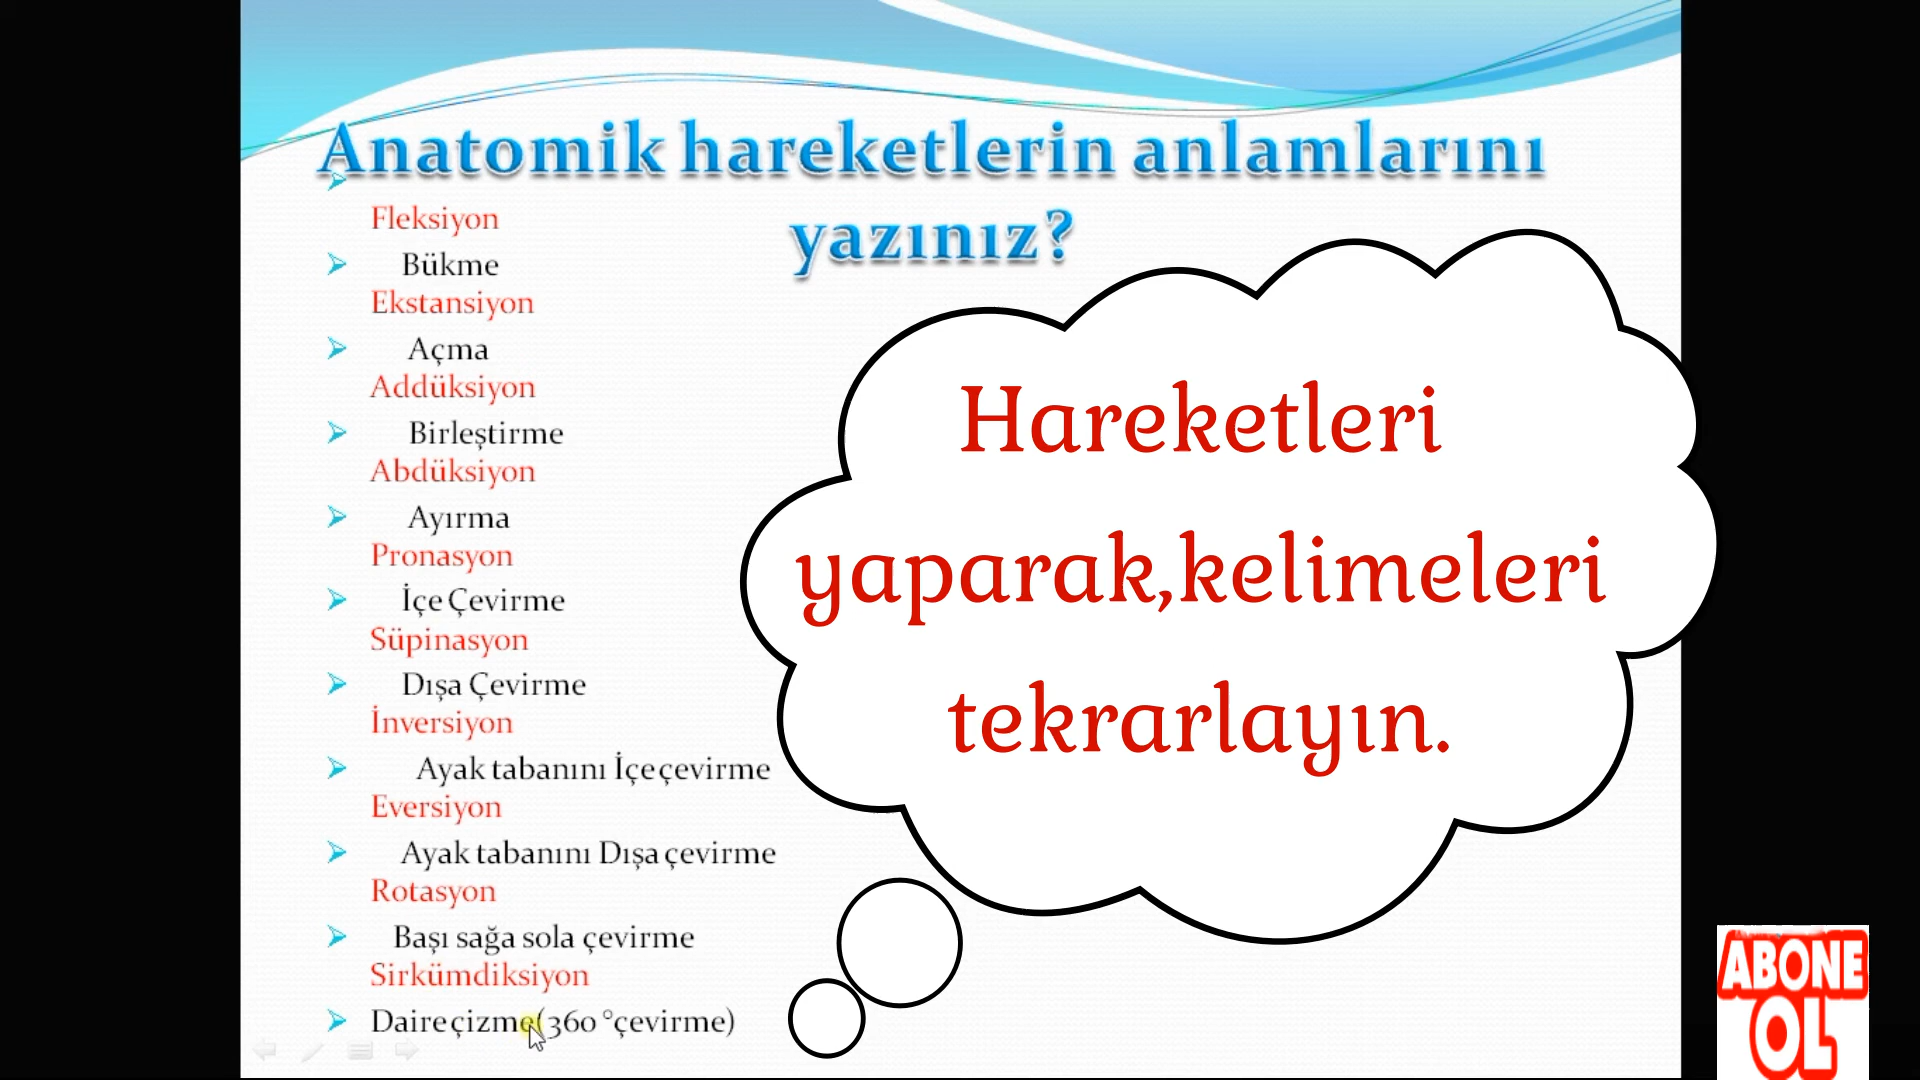 Anatomik hareketlerin anlamlarını
yazınız?
Fleksiyon
Bükme
Ekstansiyon
Açma
Addüksiyon
Birleştirme
Abdüksiyon
Ayırma
Pronasyon
İçe Çevirme
Süpinasyon
Dışa Çevirme
İnversiyon
Ayak tabanını İçe çevirme
Eversiyon
Ayak tabanını Dışa çevirme
Rotasyon
Başı sağa sola çevirme
Sirkümdiksiyon
Daire çizme(360 °çevirme)
Hareketleri
yaparak,kelimeleri
tekrarlayın.
ABONE
OL